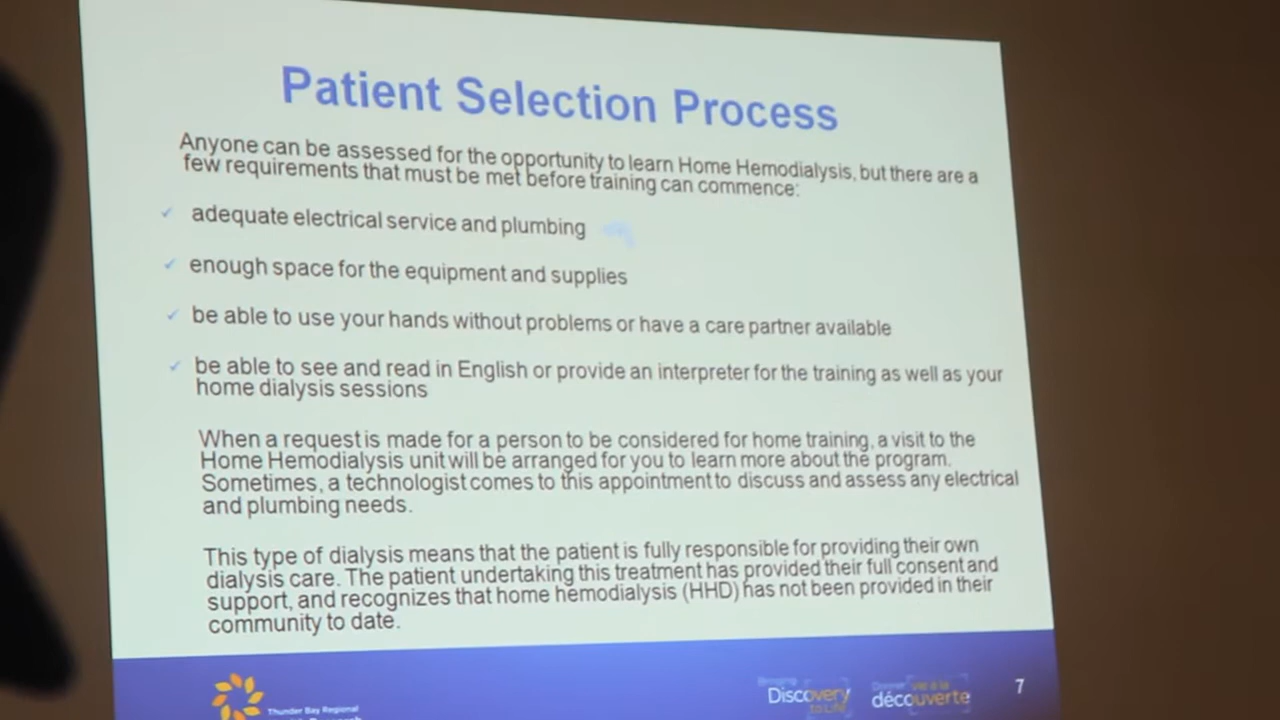 Patient Selection Process
Anyone can be assessed for the opportunity to learn Home Hemodialysis, but there are a
few requirements that must be met before training can commence:
✓ adequate electrical service and plumbing
✓ enough space for the equipment and supplies
✓ be able to use your hands without problems or have a care partner available
✓ be able to see and read in English or provide an interpreter for the training as well as your
home dialysis sessions
When a request is made for a person to be considered for home training, a visit to the
Home Hemodialysis unit will be arranged for you to learn more about the program.
Sometimes, a technologist comes to this appointment to discuss and assess any electrical
and plumbing needs.
This type of dialysis means that the patient is fully responsible for providing their own
dialysis care. The patient undertaking this treatment has provided their full consent and
support, and recognizes that home hemodialysis (HHD) has not been provided in their
community to date.
Thunder Bay Regional
Discovery
to Life
découverte
7